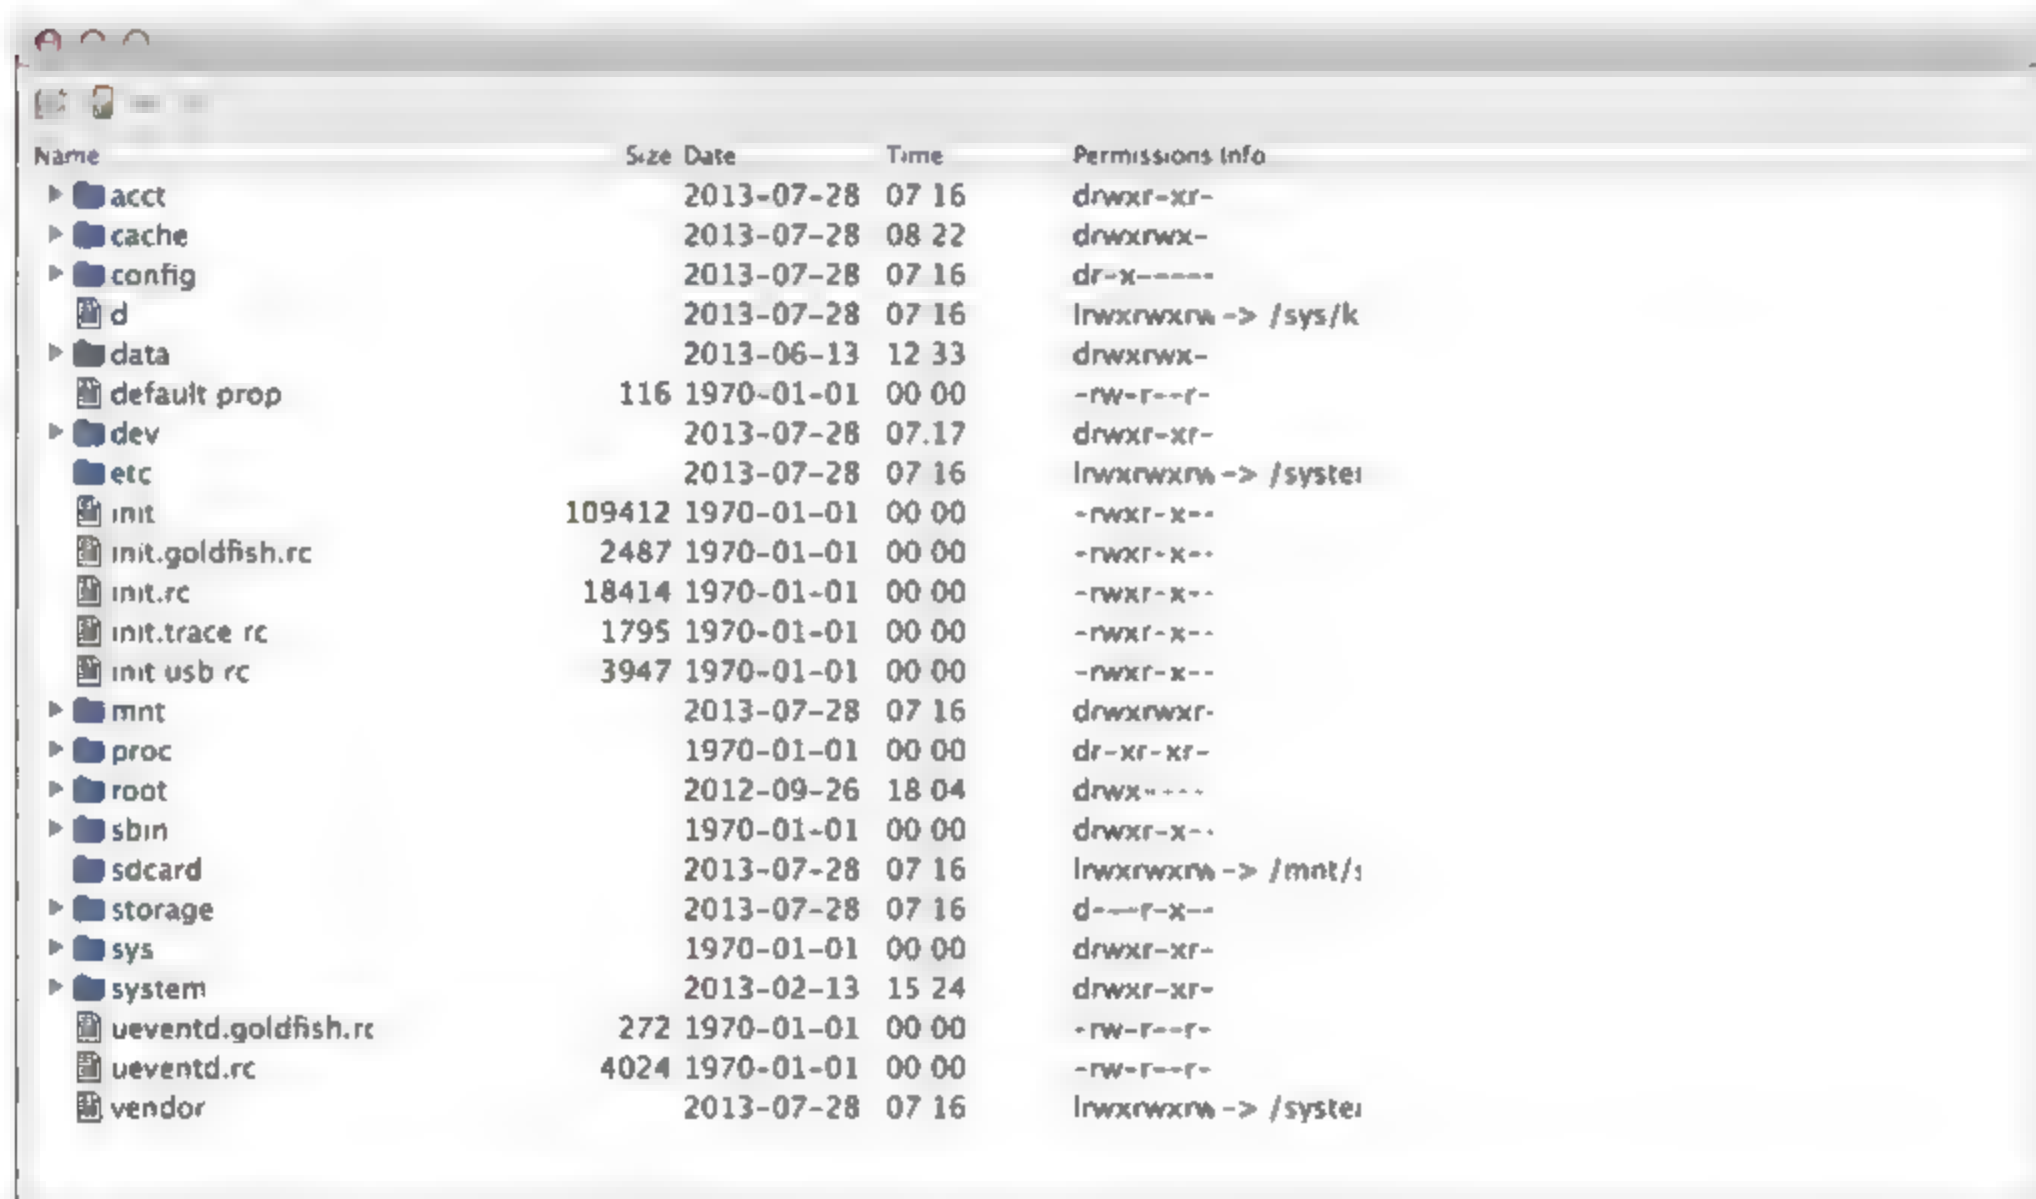 Name Size Date Time Permissions Info
acct 2013-07-28 07 16 drwxr-xr-
cache 2013-07-28 08 22 drwxrwx-
config 2013-07-28 07 16 dr-x-----
d 2013-07-28 07 16 lrwxrwxrw -> /sys/k
data 2013-06-13 12 33 drwxrwx-
default prop 116 1970-01-01 00 00 -rw-r--r-
dev 2013-07-28 07.17 drwxr-xr-
etc 2013-07-28 07 16 lrwxrwxrw -> /syste
init 109412 1970-01-01 00 00 -rwxr-x--
init.goldfish.rc 2487 1970-01-01 00 00 -rwxr-x--
init.rc 18414 1970-01-01 00 00 -rwxr-x--
init.trace rc 1795 1970-01-01 00 00 -rwxr-x--
init usb rc 3947 1970-01-01 00 00 -rwxr-x--
mnt 2013-07-28 07 16 drwxrwxr-
proc 1970-01-01 00 00 dr-xr-xr-
root 2012-09-26 18 04 drwx----
sbin 1970-01-01 00 00 drwxr-x--
sdcard 2013-07-28 07 16 lrwxrwxrw -> /mnt/s
storage 2013-07-28 07 16 d---r-x--
sys 1970-01-01 00 00 drwxr-xr-
system 2013-02-13 15 24 drwxr-xr-
ueventd.goldfish.rc 272 1970-01-01 00 00 -rw-r--r-
ueventd.rc 4024 1970-01-01 00 00 -rw-r--r-
vendor 2013-07-28 07 16 lrwxrwxrw -> /syste